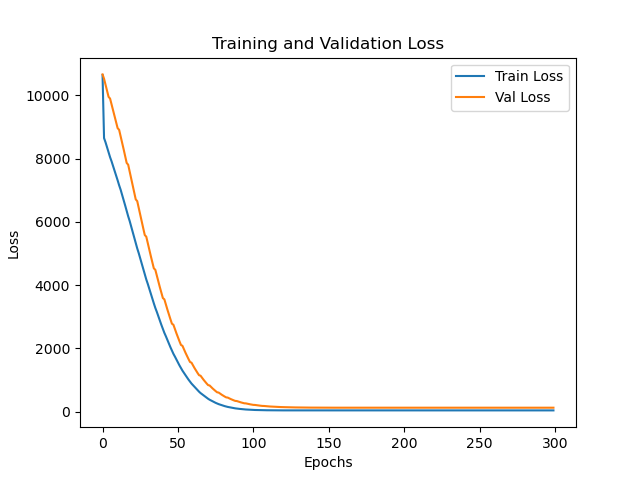 Training and Validation Loss
Train Loss
Val Loss
10000
8000
6000
4000
2000
0
Loss
0 50 100 150 200 250 300
Epochs